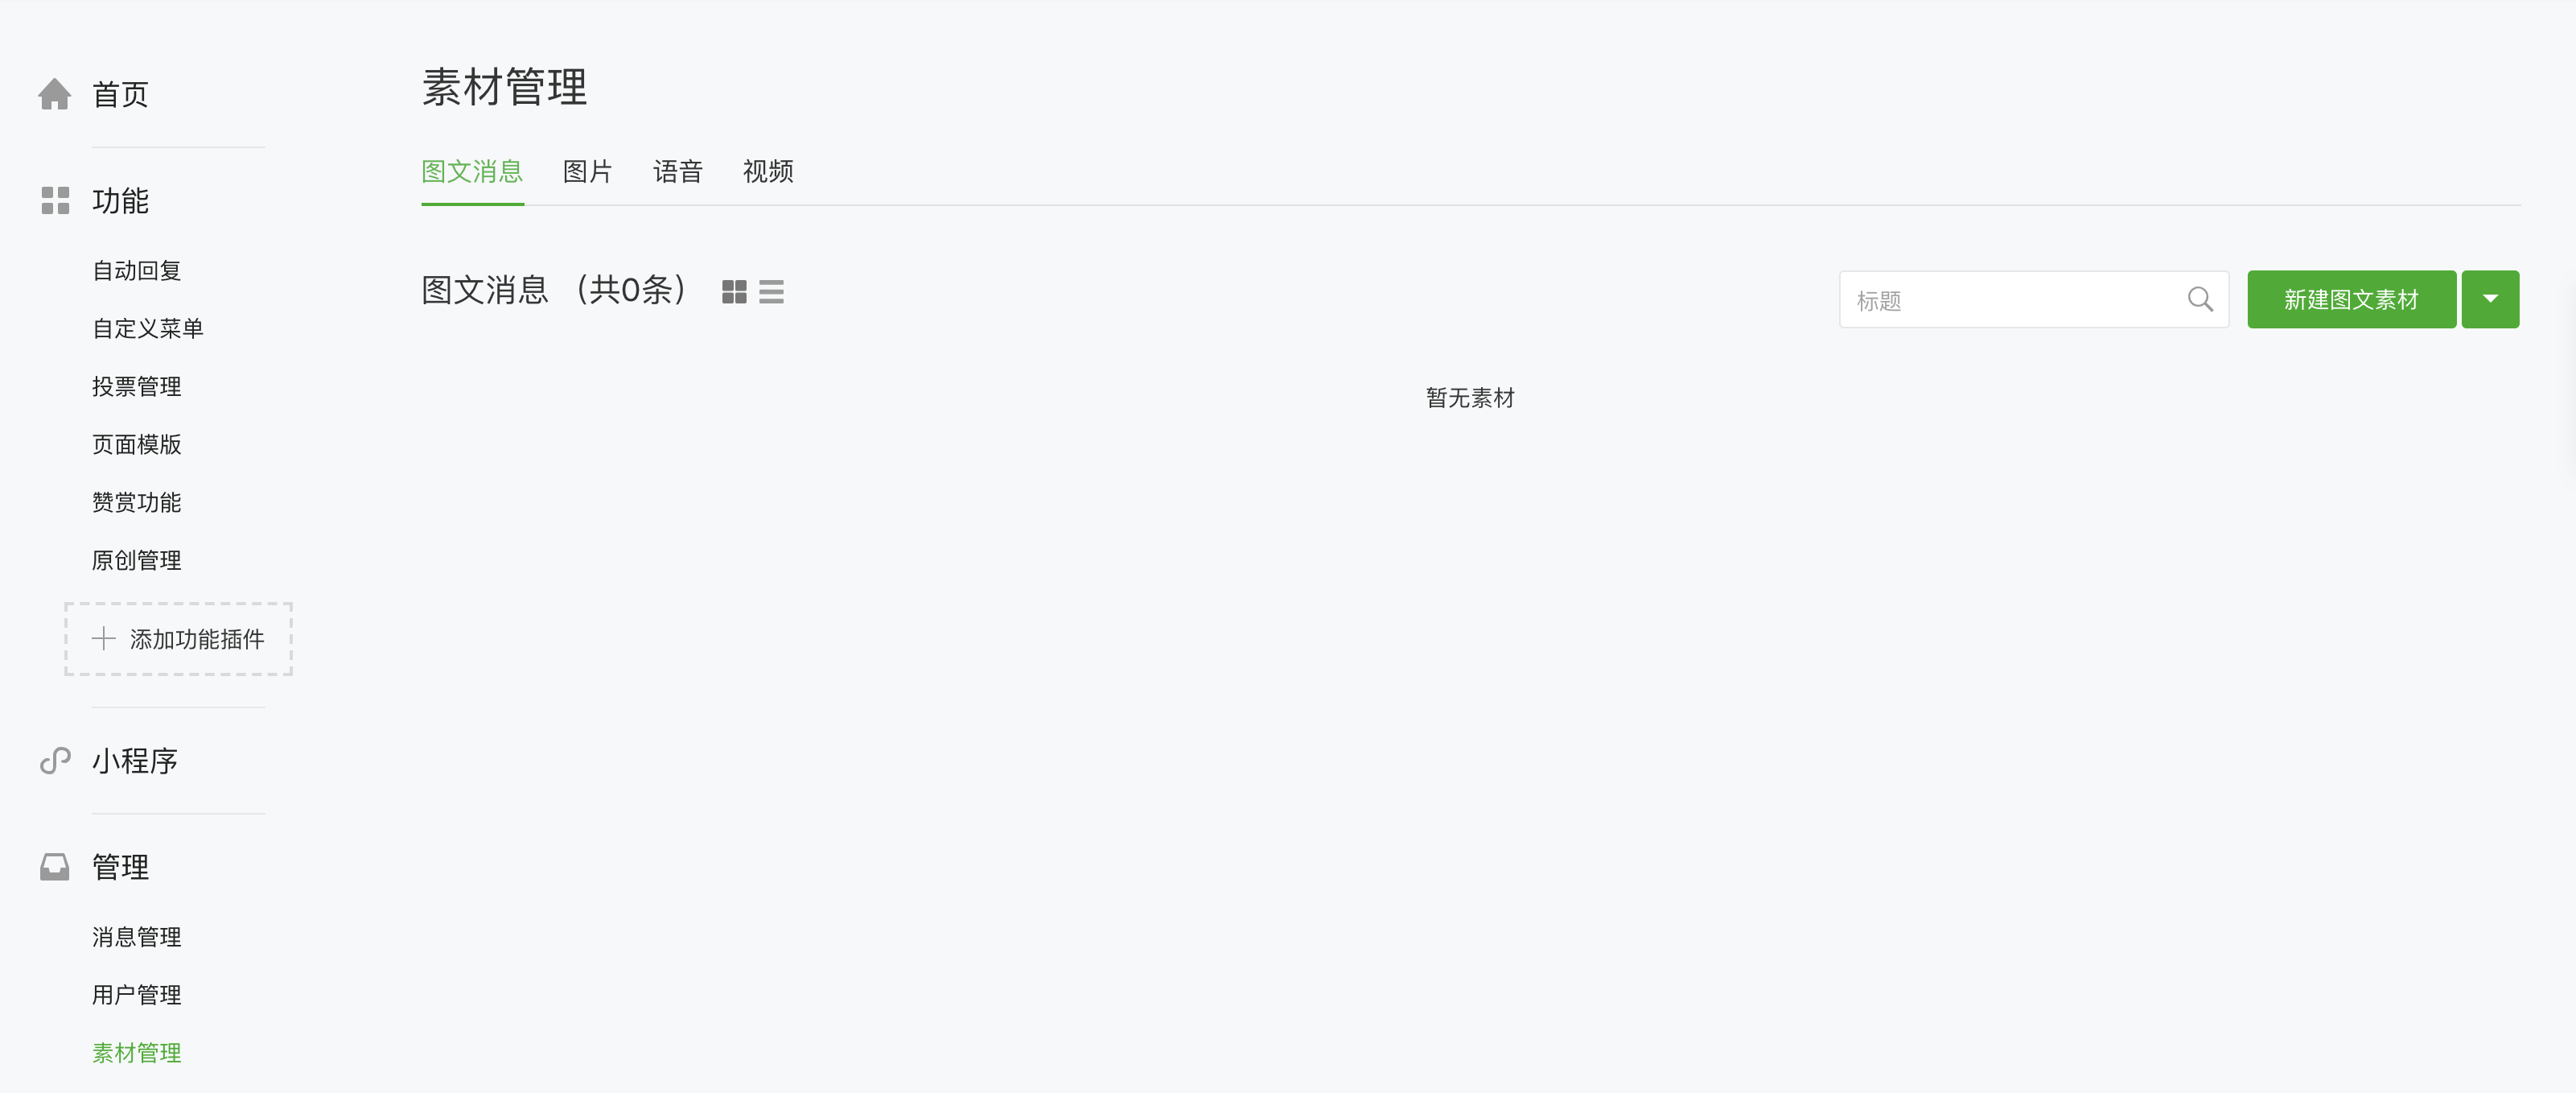 首页
功能
自动回复
自定义菜单
投票管理
页面模版
赞赏功能
原创管理
添加功能插件
小程序
管理
消息管理
用户管理
素材管理
素材管理
图文消息 图片 语音 视频
图文消息 （共0条）
标题
新建图文素材
暂无素材